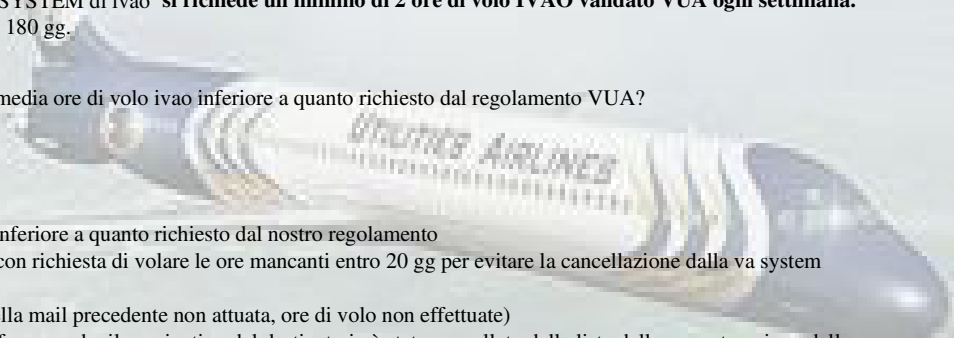 SYSTEM di ivao "si richiede un minimo di 2 ore di volo IVAO vandato VUA ogni settimana.
180 gg.
media ore di volo ivao inferiore a quanto richiesto dal regolamento VUA?
UTILITIES AIRLINES
inferiore a quanto richiesto dal nostro regolamento
con richiesta di volare le ore mancanti entro 20 gg per evitare la cancellazione dalla va system
lla mail precedente non attuata, ore di volo non effettuate)